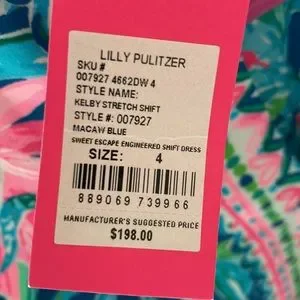 LILLY PULITZER
SKU #
007927 4662DW 4
STYLE NAME:
KELBY STRETCH SHIFT
STYLE #: 007927
MACAW BLUE
SWEET ESCAPE ENGINEERED SHIFT DRESS
SIZE: 4
889069 739966
MANUFACTURER'S SUGGESTED PRICE
$198.00